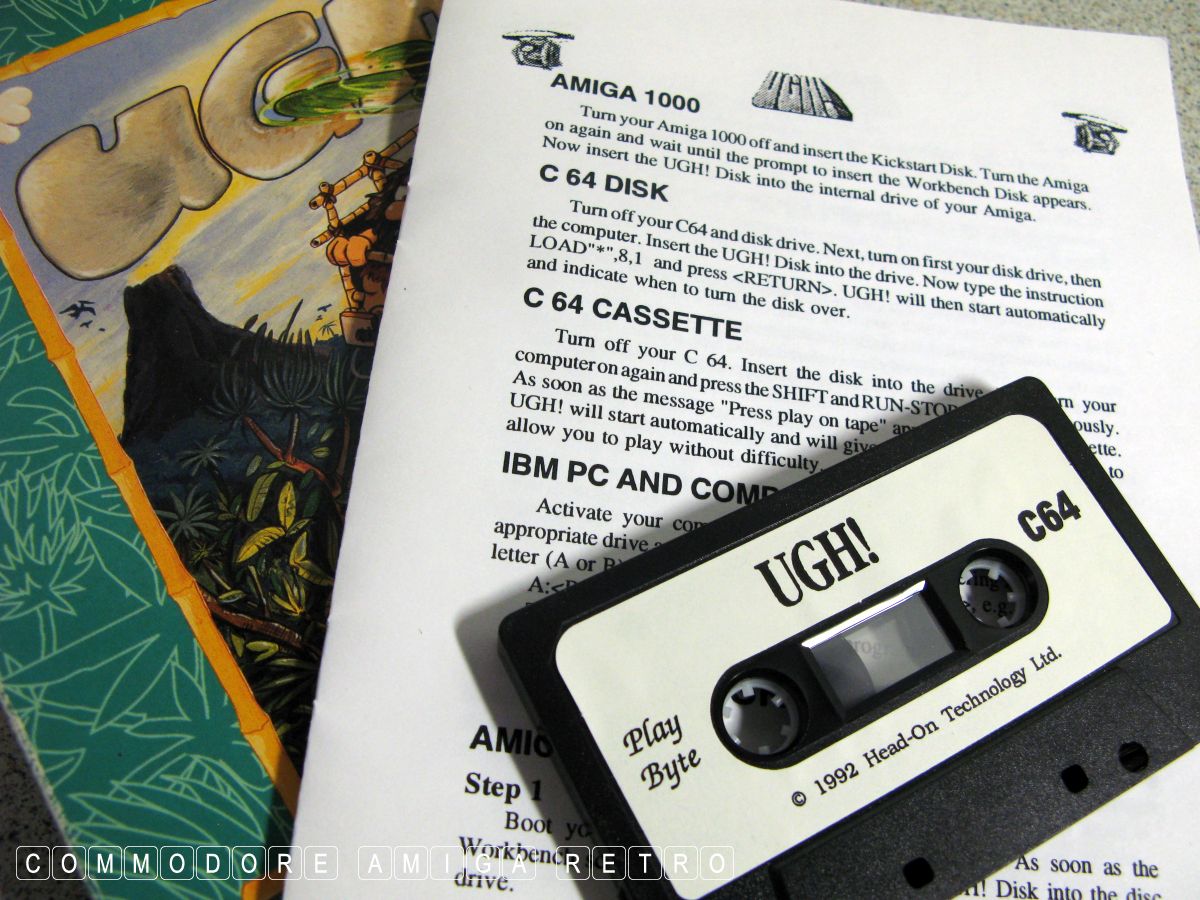 UGH
21
UGH!
15
AMIGA 1000
Turn your Amiga 1000 off and insert the Kickstart Disk. Turn the Amiga
on again and wait until the prompt to insert the Workbench Disk appears.
Now insert the UGH! Disk into the internal drive of your Amiga.
C 64 DISK
Turn off your C64 and disk drive. Next, turn on first your disk drive, then
the computer. Insert the UGH! Disk into the drive. Now type the instruction
LOAD"*",8,1 and press <RETURN>. UGH! will then start automatically
and indicate when to turn the disk over.
C 64 CASSETTE
Turn off your C 64. Insert the disk into the drive your
computer on again and press the SHIFT and RUN-STOP
As soon as the message "Press play on tape"
UGH! will start automatically and will give to
allow you to play without difficulty.
IBM PC AND
Activate your
appropriate drive
letter (A or B)
A:
UGH!
C64
e.g.
Play
Byte
© 1992 Head-On Technology Ltd.
Step 1
Boot
Workbench
drive.
As soon as the
Disk into the disc
COMMODORE AMIGA RETRO